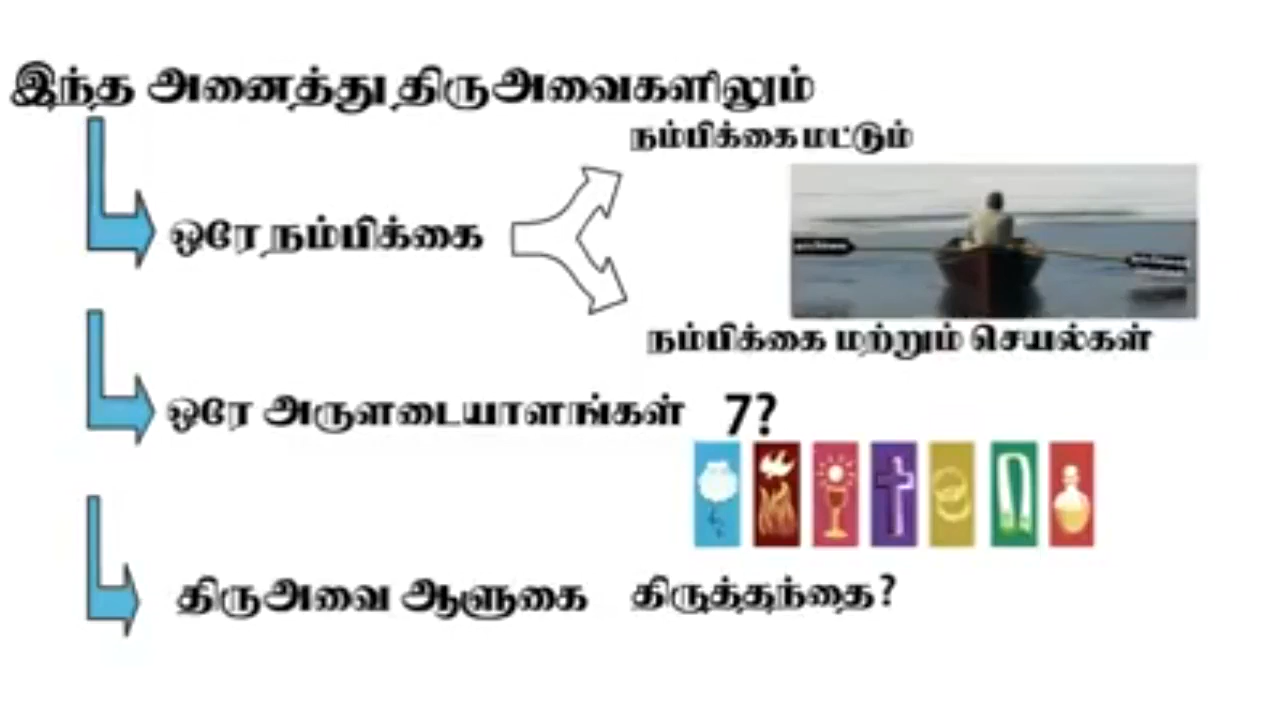 இந்த அனைத்து திருஅவைகளிலும்
நம்பிக்கை மட்டும்
ஒரே நம்பிக்கை
நம்பிக்கை மற்றும் செயல்கள்
ஒரே அருளடையாளங்கள் 7?
திருஅவை ஆளுகை திருத்தந்தை?